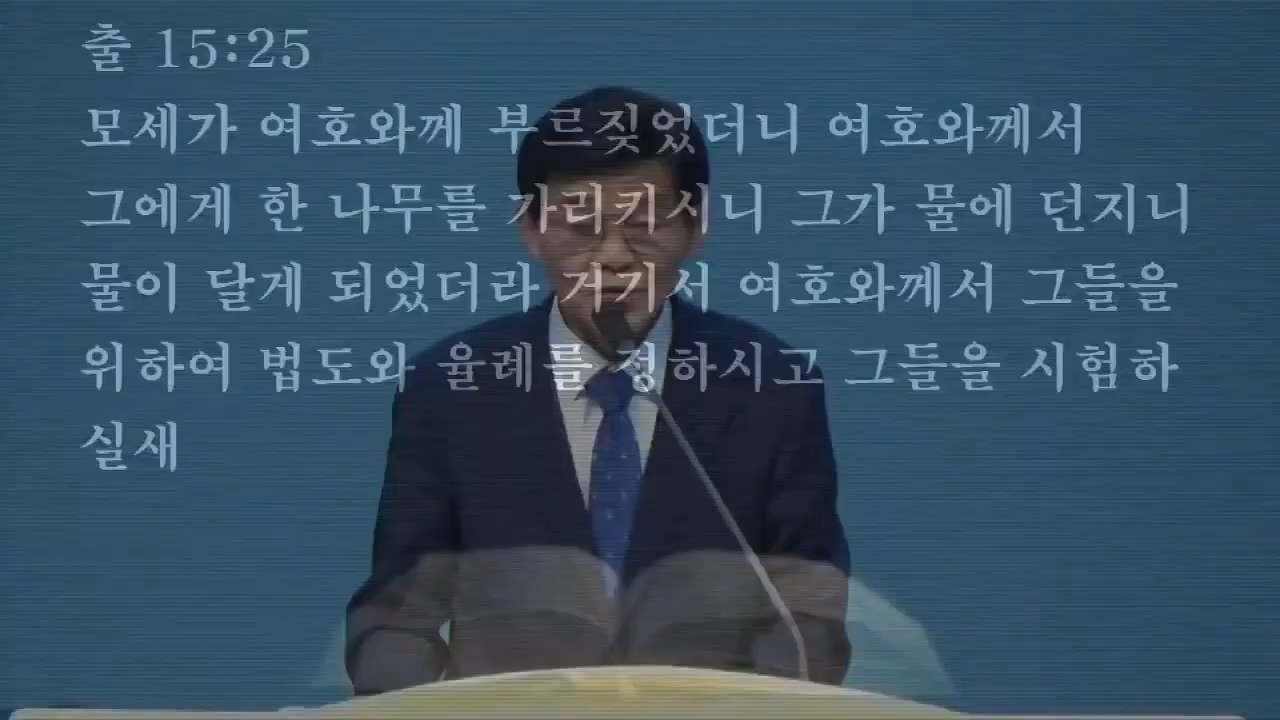 출 15:25
모세가 여호와께 부르짖었더니 여호와께서
그에게 한 나무를 가리키시니 그가 물에 던지니
물이 달게 되었더라 거기서 여호와께서 그들을
위하여 법도와 율례를 정하시고 그들을 시험하
실새